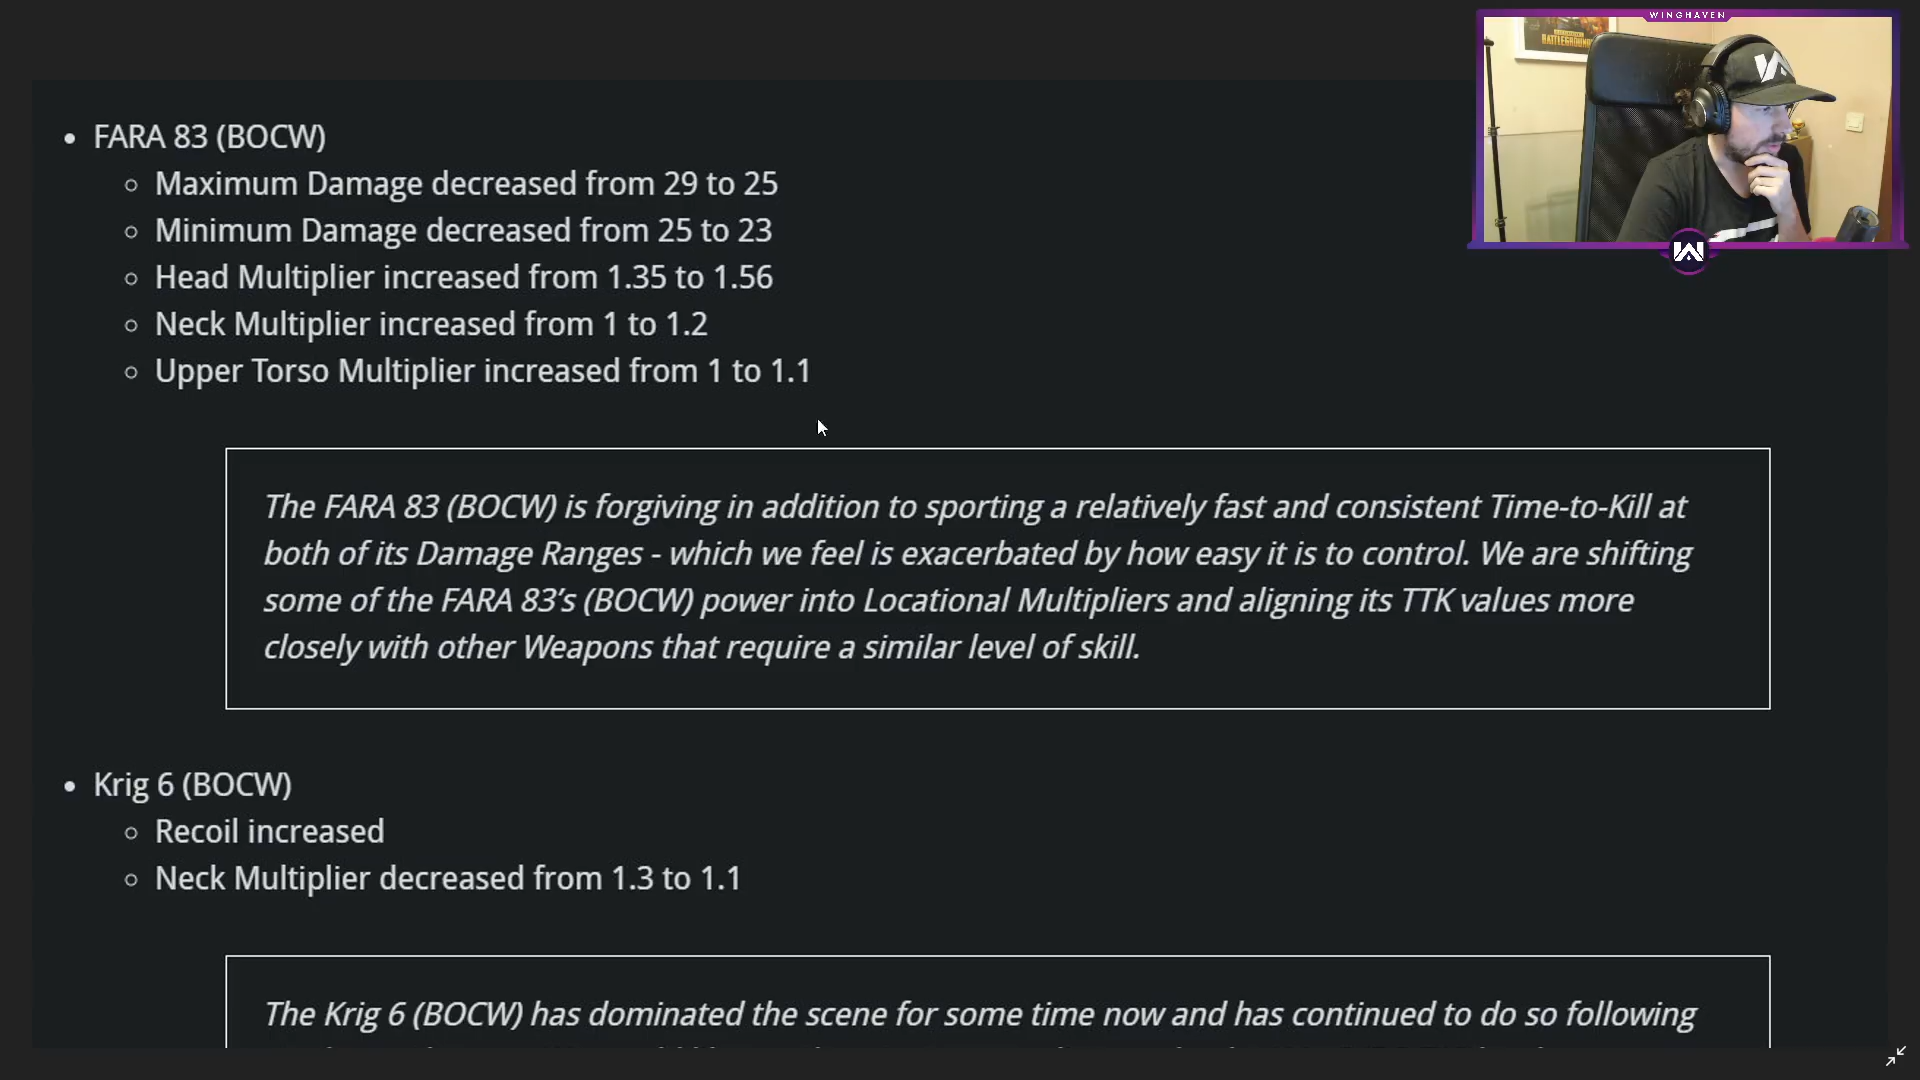 WINGHAVEN
BATTLEGROUNDS
• FARA 83 (BOCW)
○ Maximum Damage decreased from 29 to 25
○ Minimum Damage decreased from 25 to 23
○ Head Multiplier increased from 1.35 to 1.56
○ Neck Multiplier increased from 1 to 1.2
○ Upper Torso Multiplier increased from 1 to 1.1
The FARA 83 (BOCW) is forgiving in addition to sporting a relatively fast and consistent Time-to-Kill at
both of its Damage Ranges - which we feel is exacerbated by how easy it is to control. We are shifting
some of the FARA 83’s (BOCW) power into Locational Multipliers and aligning its TTK values more
closely with other Weapons that require a similar level of skill.
• Krig 6 (BOCW)
○ Recoil increased
○ Neck Multiplier decreased from 1.3 to 1.1
The Krig 6 (BOCW) has dominated the scene for some time now and has continued to do so following